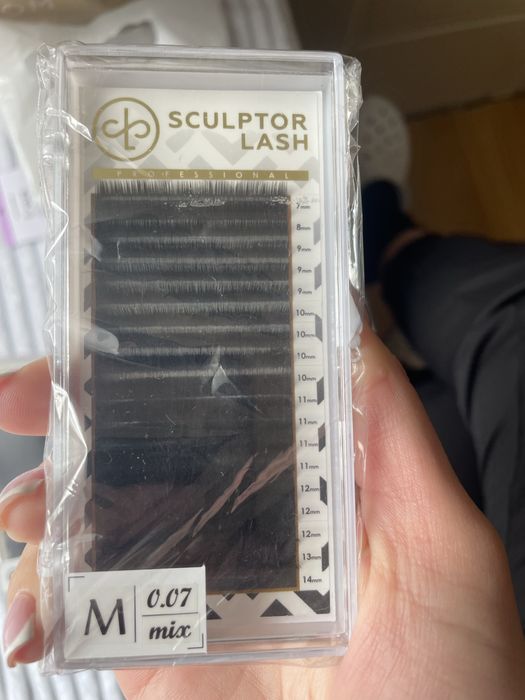 SCULPTOR
LASH
PROFESSIONAL
7mm
8mm
9mm
9mm
9mm
10mm
10mm
10mm
10mm
11mm
11mm
11mm
11mm
12mm
12mm
12mm
13mm
14mm
M
0.07
mix